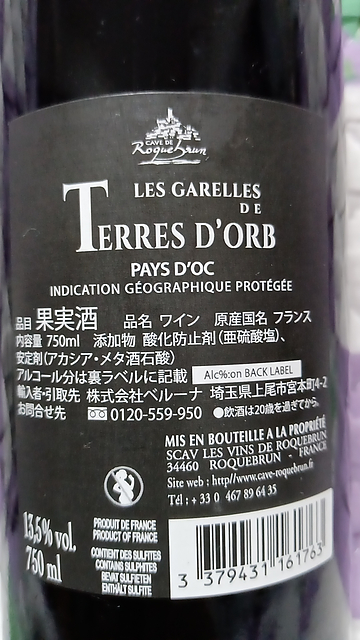 CAVE DE
Roquebrun
LES GARELLES
DE
TERRES D'ORB
PAYS D'OC
INDICATION GÉOGRAPHIQUE PROTÉGÉE
品目 果実酒 品名 ワイン 原産国名 フランス
内容量 750ml 添加物 酸化防止剤(亜硫酸塩)、
安定剤(アカシア・メタ酒石酸)
アルコール分は裏ラベルに記載 Alc%:on BACK LABEL
輸入者・引取先 株式会社ベルーナ 埼玉県上尾市宮本町4-2
お問合せ先 0120-559-950 ●飲酒は20歳を過ぎてから。
MIS EN BOUTEILLE A LA PROPRIÉTÉ
SCAV LES VINS DE ROQUEBRUN
34460 ROQUEBRUN - FRANCE
Site web : http//www.cave-roquebrun.fr
Tél : + 33 0 467 89 64 35
13,5% vol.
750 ml
PRODUIT DE FRANCE
PRODUCT OF FRANCE
CONTIENT DES SULFITES
CONTAINS SULPHITES
BEVAT SULFIETEN
ENTHÄLT SULFITE
3 379431 161763